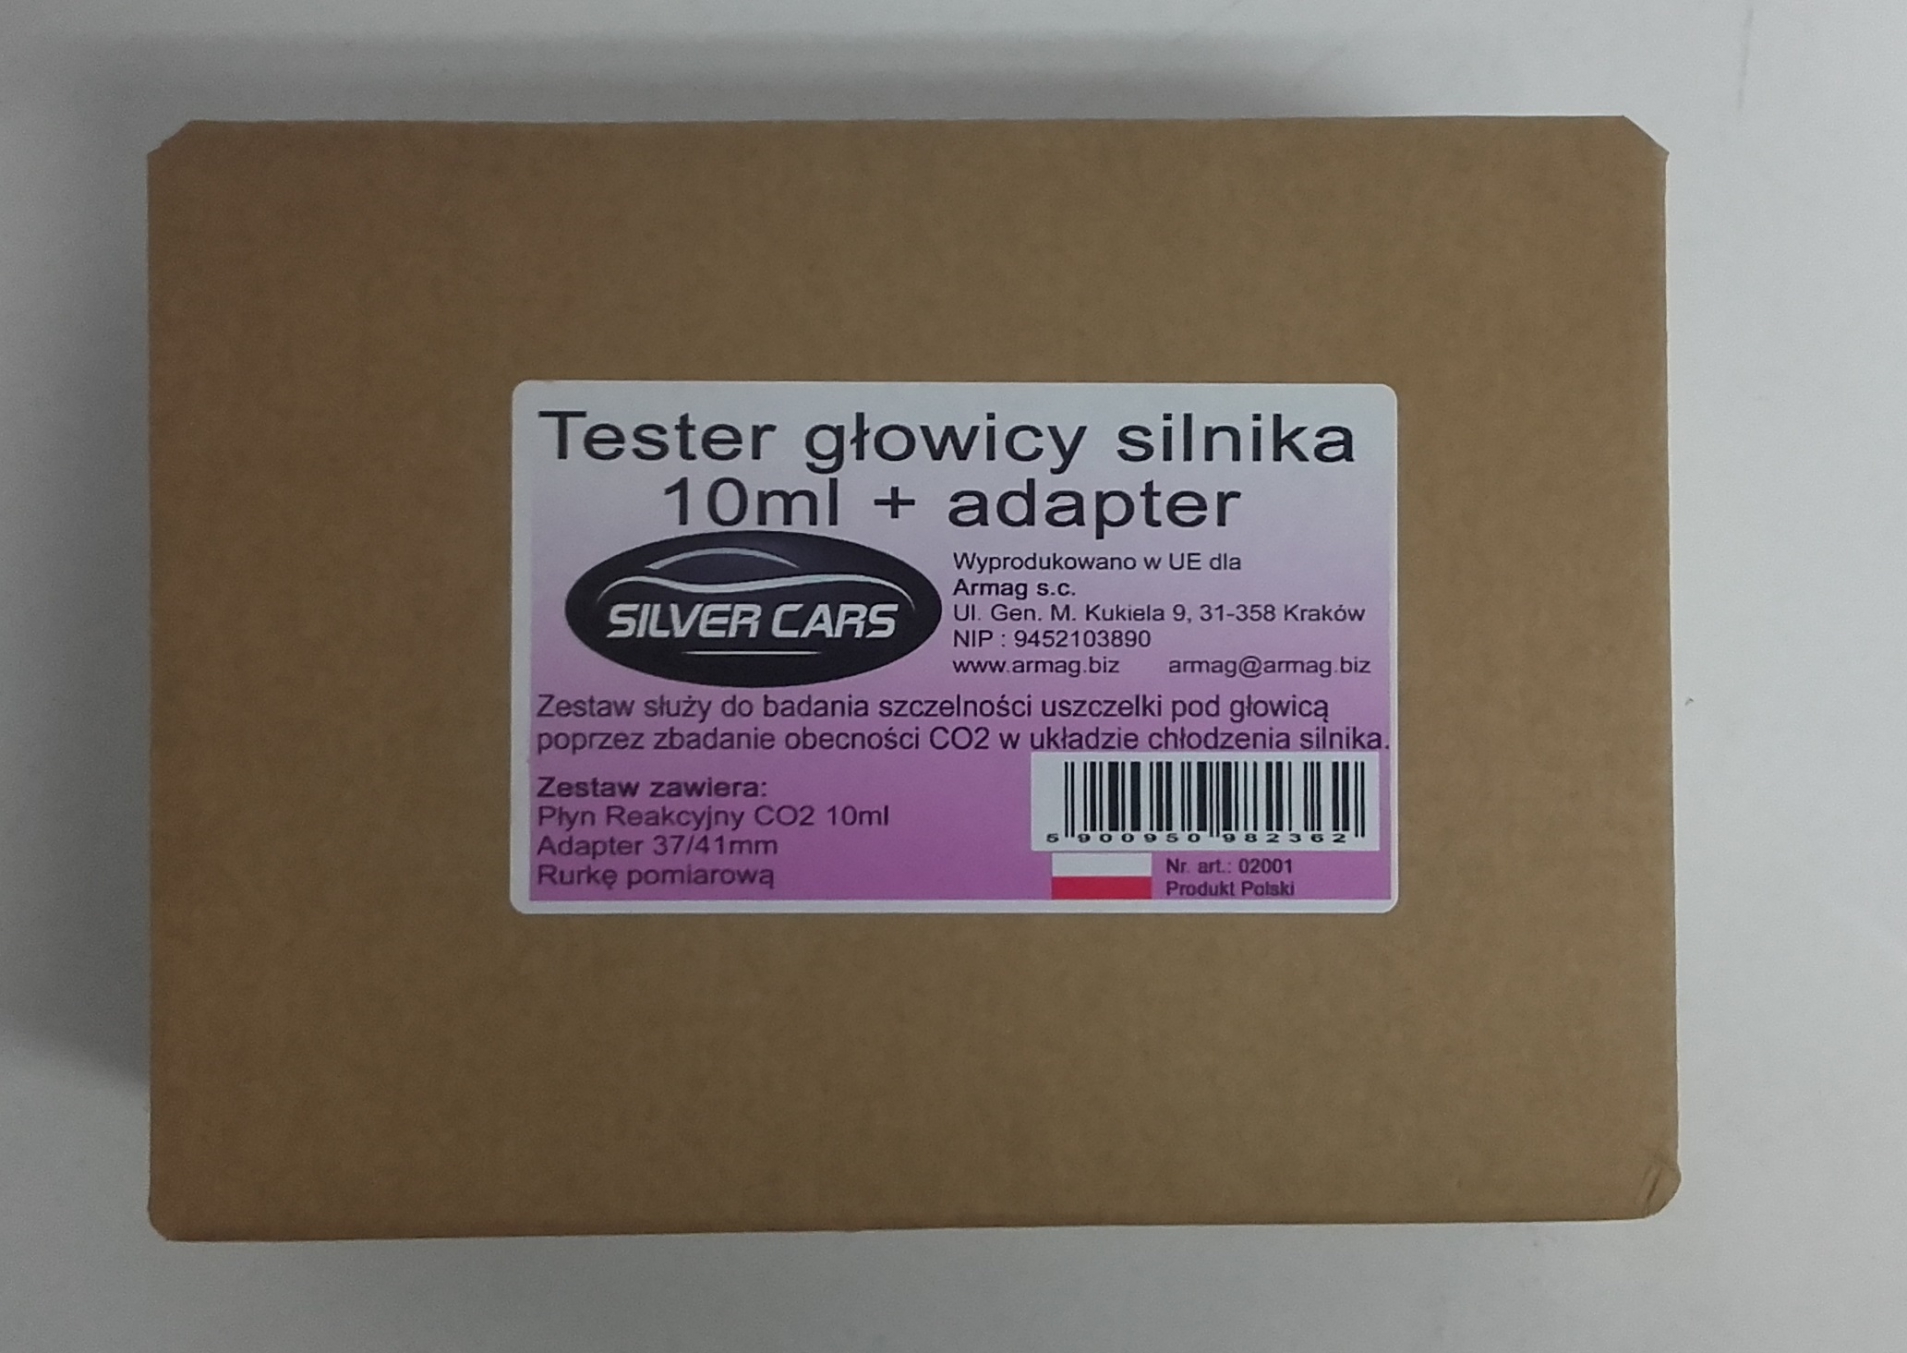 Tester głowicy silnika
10ml + adapter
SILVER CARS
Wyprodukowano w UE dla
Armag s.c.
Ul. Gen. M. Kukiela 9, 31-358 Kraków
NIP : 9452103890
www.armag.biz armag@armag.biz
Zestaw służy do badania szczelności uszczelki pod głowicą
poprzez zbadanie obecności CO2 w układzie chłodzenia silnika.
Zestaw zawiera:
Płyn Reakcyjny CO2 10ml
Adapter 37/41mm
Rurkę pomiarową
5 900950 982362
Nr. art.: 02001
Produkt Polski